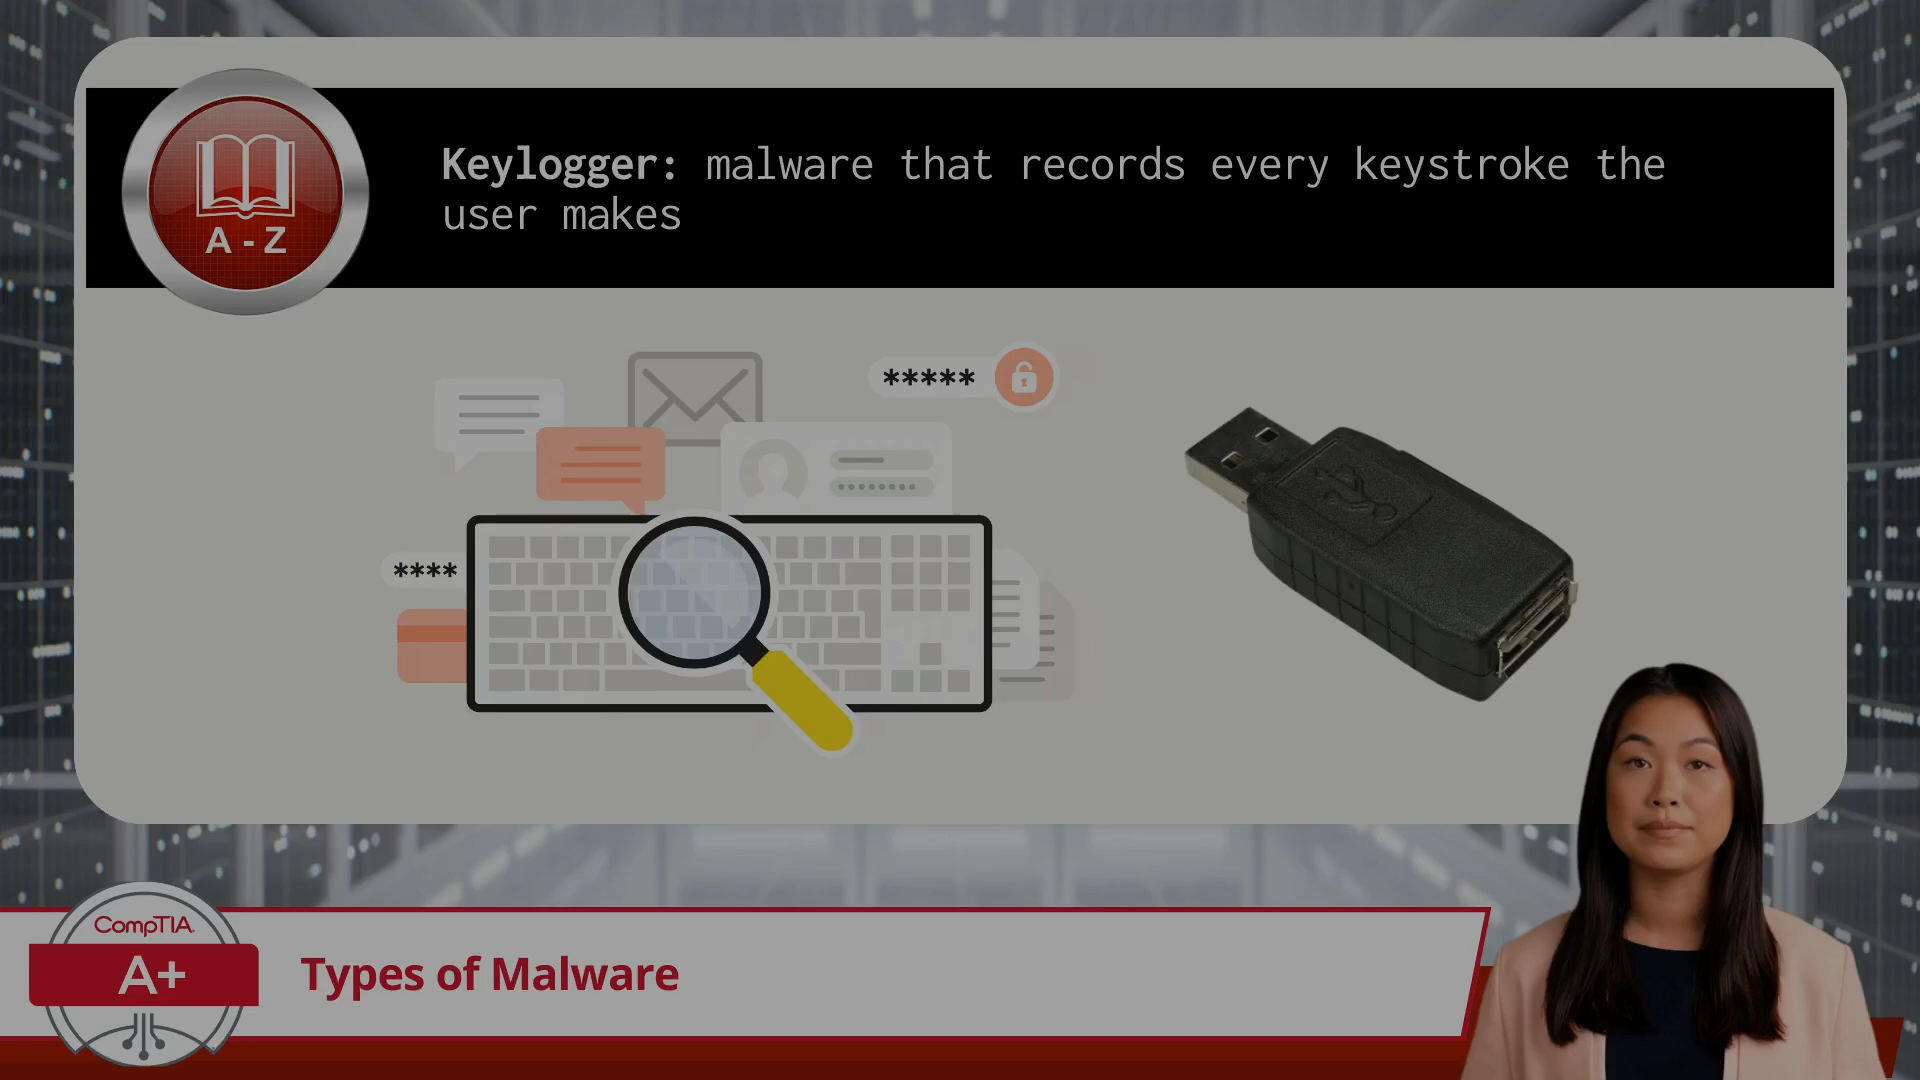 Keylogger: malware that records every keystroke the
user makes
A - Z
*****
****
CompTIA.
A+
Types of Malware